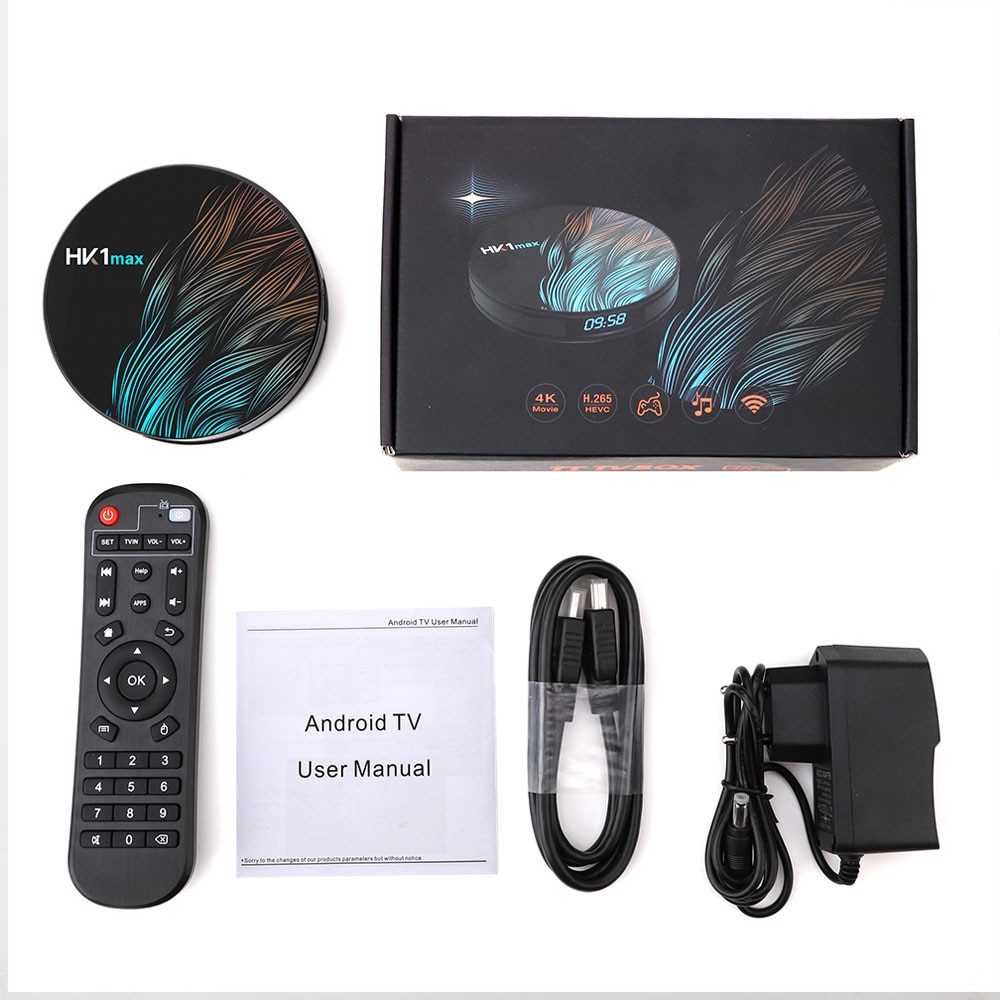 HK1max
HK1max
09:58
4K
Movie
H.265
HEVC
TV BOX
SET TVIN VOL- VOL+
Help
APPS
OK
1 2 3
4 5 6
7 8 9
0
Android TV User Manual
Android TV
User Manual
*Sorry to the changes of our products parameters but without notice.